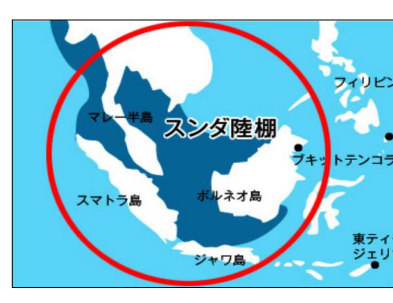 フィリピン
マレー半島
スンダ陸棚
ブキットテンコラ
スマトラ島
ボルネオ島
東ティ
ジェリ
ジャワ島